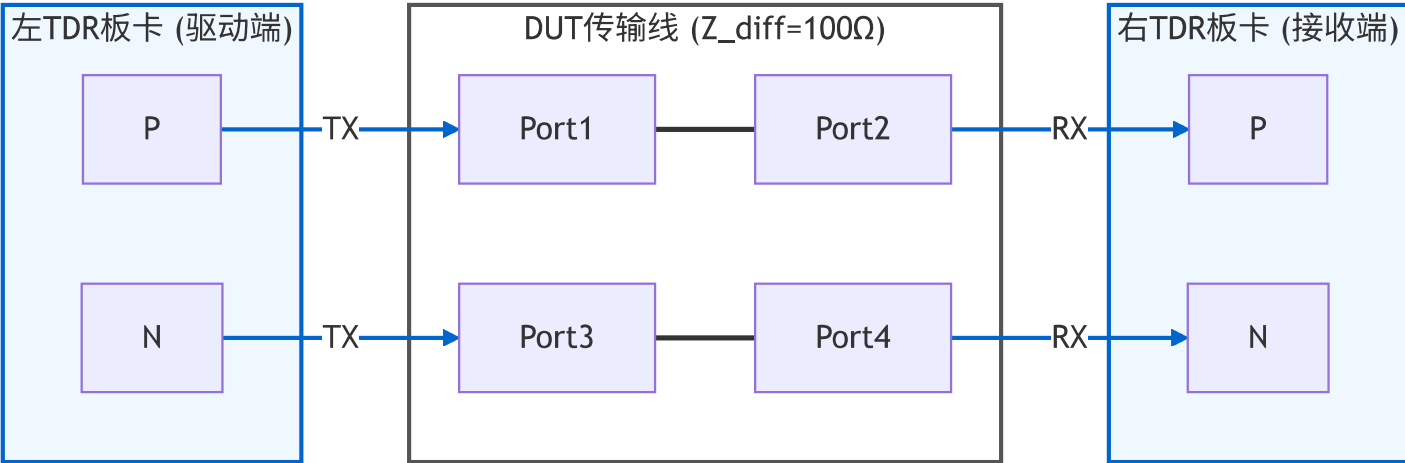 左TDR板卡 (驱动端)
DUT传输线 (Z_diff=100Ω)
右TDR板卡 (接收端)
P
TX
Port1
Port2
RX
P
N
TX
Port3
Port4
RX
N